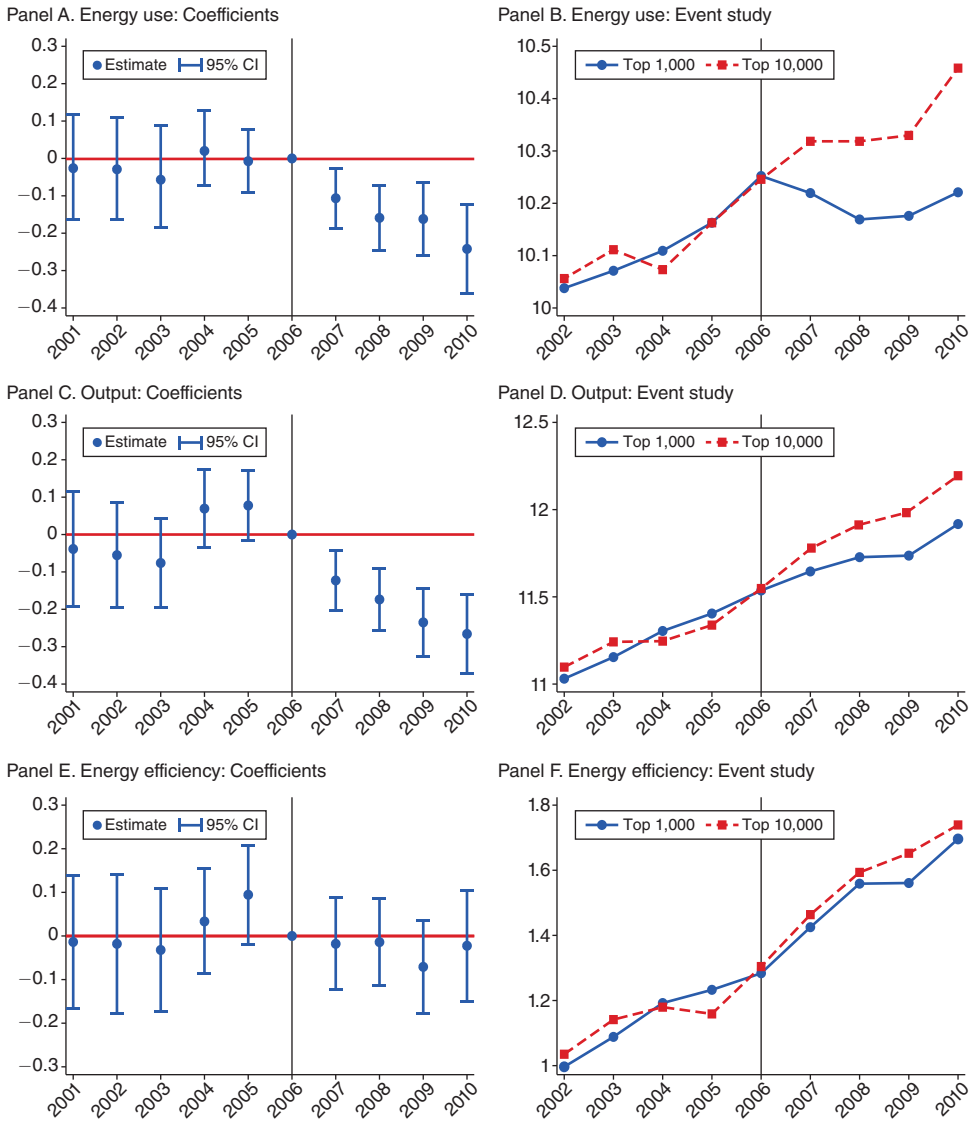 Panel A. Energy use: Coefficients
0.3
0.2
0.1
0
−0.1
−0.2
−0.3
−0.4
Estimate 95% CI
2001 2002 2003 2004 2005 2006 2007 2008 2009 2010
Panel B. Energy use: Event study
10.5
10.4
10.3
10.2
10.1
10
Top 1,000 Top 10,000
2002 2003 2004 2005 2006 2007 2008 2009 2010
Panel C. Output: Coefficients
0.3
0.2
0.1
0
−0.1
−0.2
−0.3
−0.4
Estimate 95% CI
2001 2002 2003 2004 2005 2006 2007 2008 2009 2010
Panel D. Output: Event study
12.5
12
11.5
11
Top 1,000 Top 10,000
2002 2003 2004 2005 2006 2007 2008 2009 2010
Panel E. Energy efficiency: Coefficients
0.3
0.2
0.1
0
−0.1
−0.2
−0.3
Estimate 95% CI
2001 2002 2003 2004 2005 2006 2007 2008 2009 2010
Panel F. Energy efficiency: Event study
1.8
1.6
1.4
1.2
1
Top 1,000 Top 10,000
2002 2003 2004 2005 2006 2007 2008 2009 2010